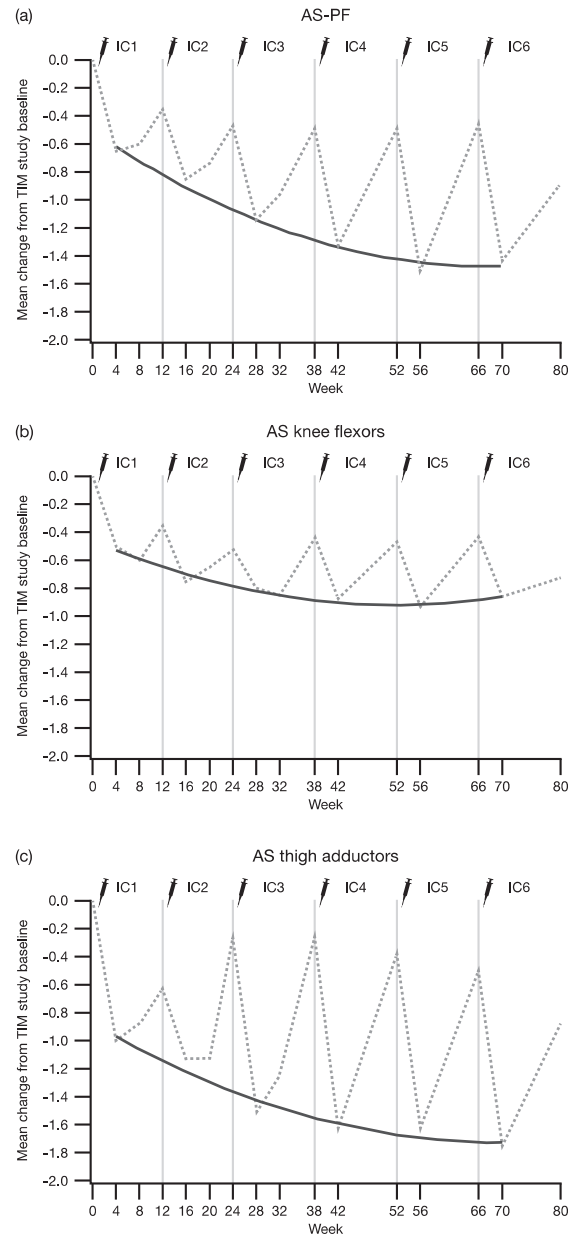 (a)
AS-PF
IC1 IC2 IC3 IC4 IC5 IC6
Mean change from TIM study baseline
0.0
-0.2
-0.4
-0.6
-0.8
-1.0
-1.2
-1.4
-1.6
-1.8
-2.0
0 4 8 12 16 20 24 28 32 38 42 52 56 66 70 80
Week
(b)
AS knee flexors
IC1 IC2 IC3 IC4 IC5 IC6
Mean change from TIM study baseline
0.0
-0.2
-0.4
-0.6
-0.8
-1.0
-1.2
-1.4
-1.6
-1.8
-2.0
0 4 8 12 16 20 24 28 32 38 42 52 56 66 70 80
Week
(c)
AS thigh adductors
IC1 IC2 IC3 IC4 IC5 IC6
Mean change from TIM study baseline
0.0
-0.2
-0.4
-0.6
-0.8
-1.0
-1.2
-1.4
-1.6
-1.8
-2.0
0 4 8 12 16 20 24 28 32 38 42 52 56 66 70 80
Week